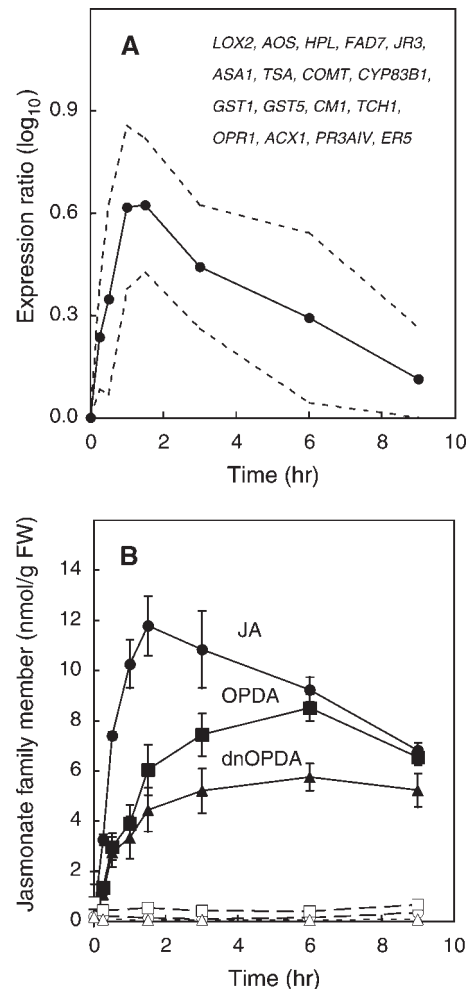 A
LOX2, AOS, HPL, FAD7, JR3,
ASA1, TSA, COMT, CYP83B1,
GST1, GST5, CM1, TCH1,
OPR1, ACX1, PR3AIV, ER5
Expression ratio (log10)
0.9
0.6
0.3
0.0
0 2 4 6 8 10
Time (hr)
B
Jasmonate family member (nmol/g FW)
14
12
10
8
6
4
2
0
JA
OPDA
dnOPDA
0 2 4 6 8 10
Time (hr)